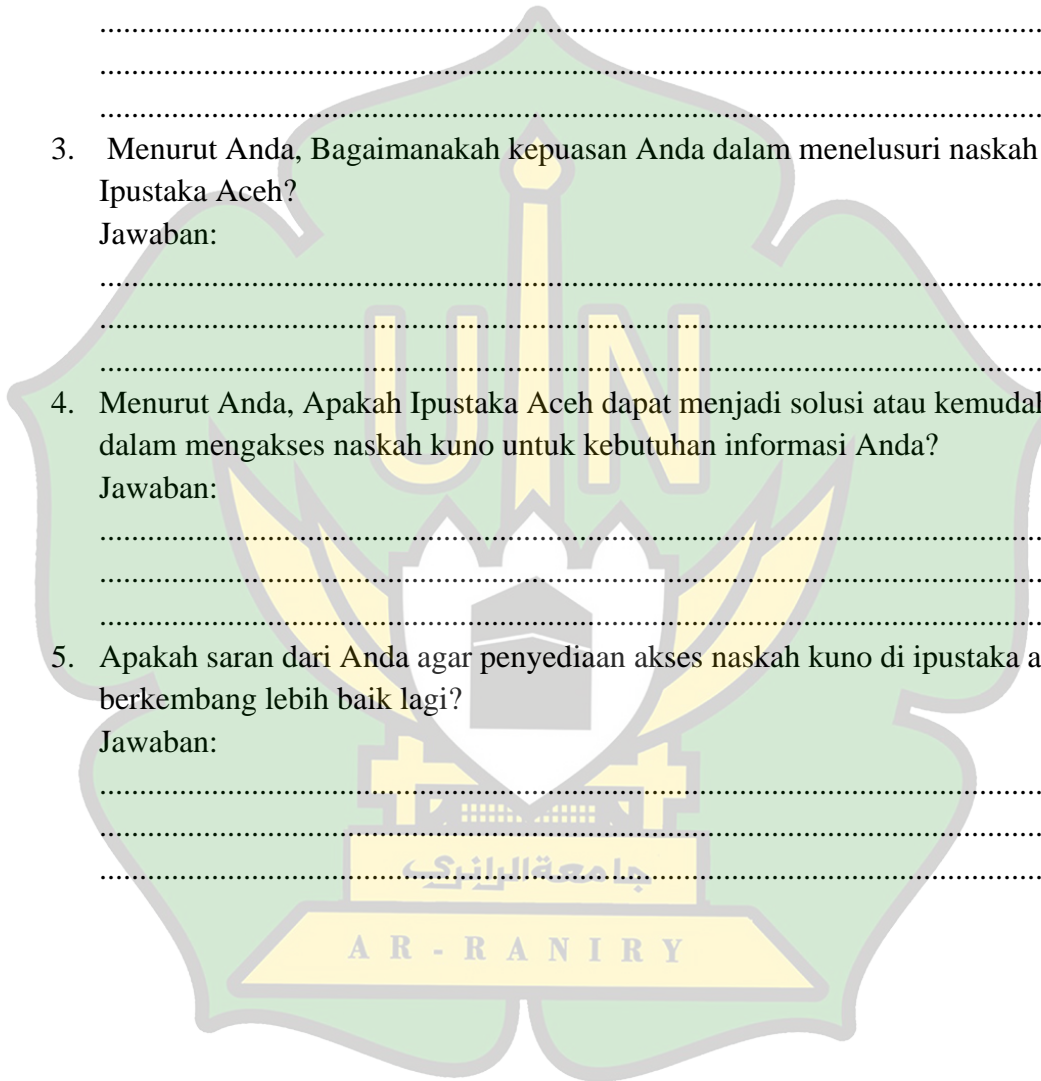 ....................................................................................................................
....................................................................................................................
....................................................................................................................
3. Menurut Anda, Bagaimanakah kepuasan Anda dalam menelusuri naskah
Ipustaka Aceh?
Jawaban:
....................................................................................................................
....................................................................................................................
....................................................................................................................
4. Menurut Anda, Apakah Ipustaka Aceh dapat menjadi solusi atau kemudah
dalam mengakses naskah kuno untuk kebutuhan informasi Anda?
Jawaban:
....................................................................................................................
....................................................................................................................
....................................................................................................................
5. Apakah saran dari Anda agar penyediaan akses naskah kuno di ipustaka a
berkembang lebih baik lagi?
Jawaban:
....................................................................................................................
....................................................................................................................
....................................................................................................................
UIN
جامعة الرانري
AR-RANIRY